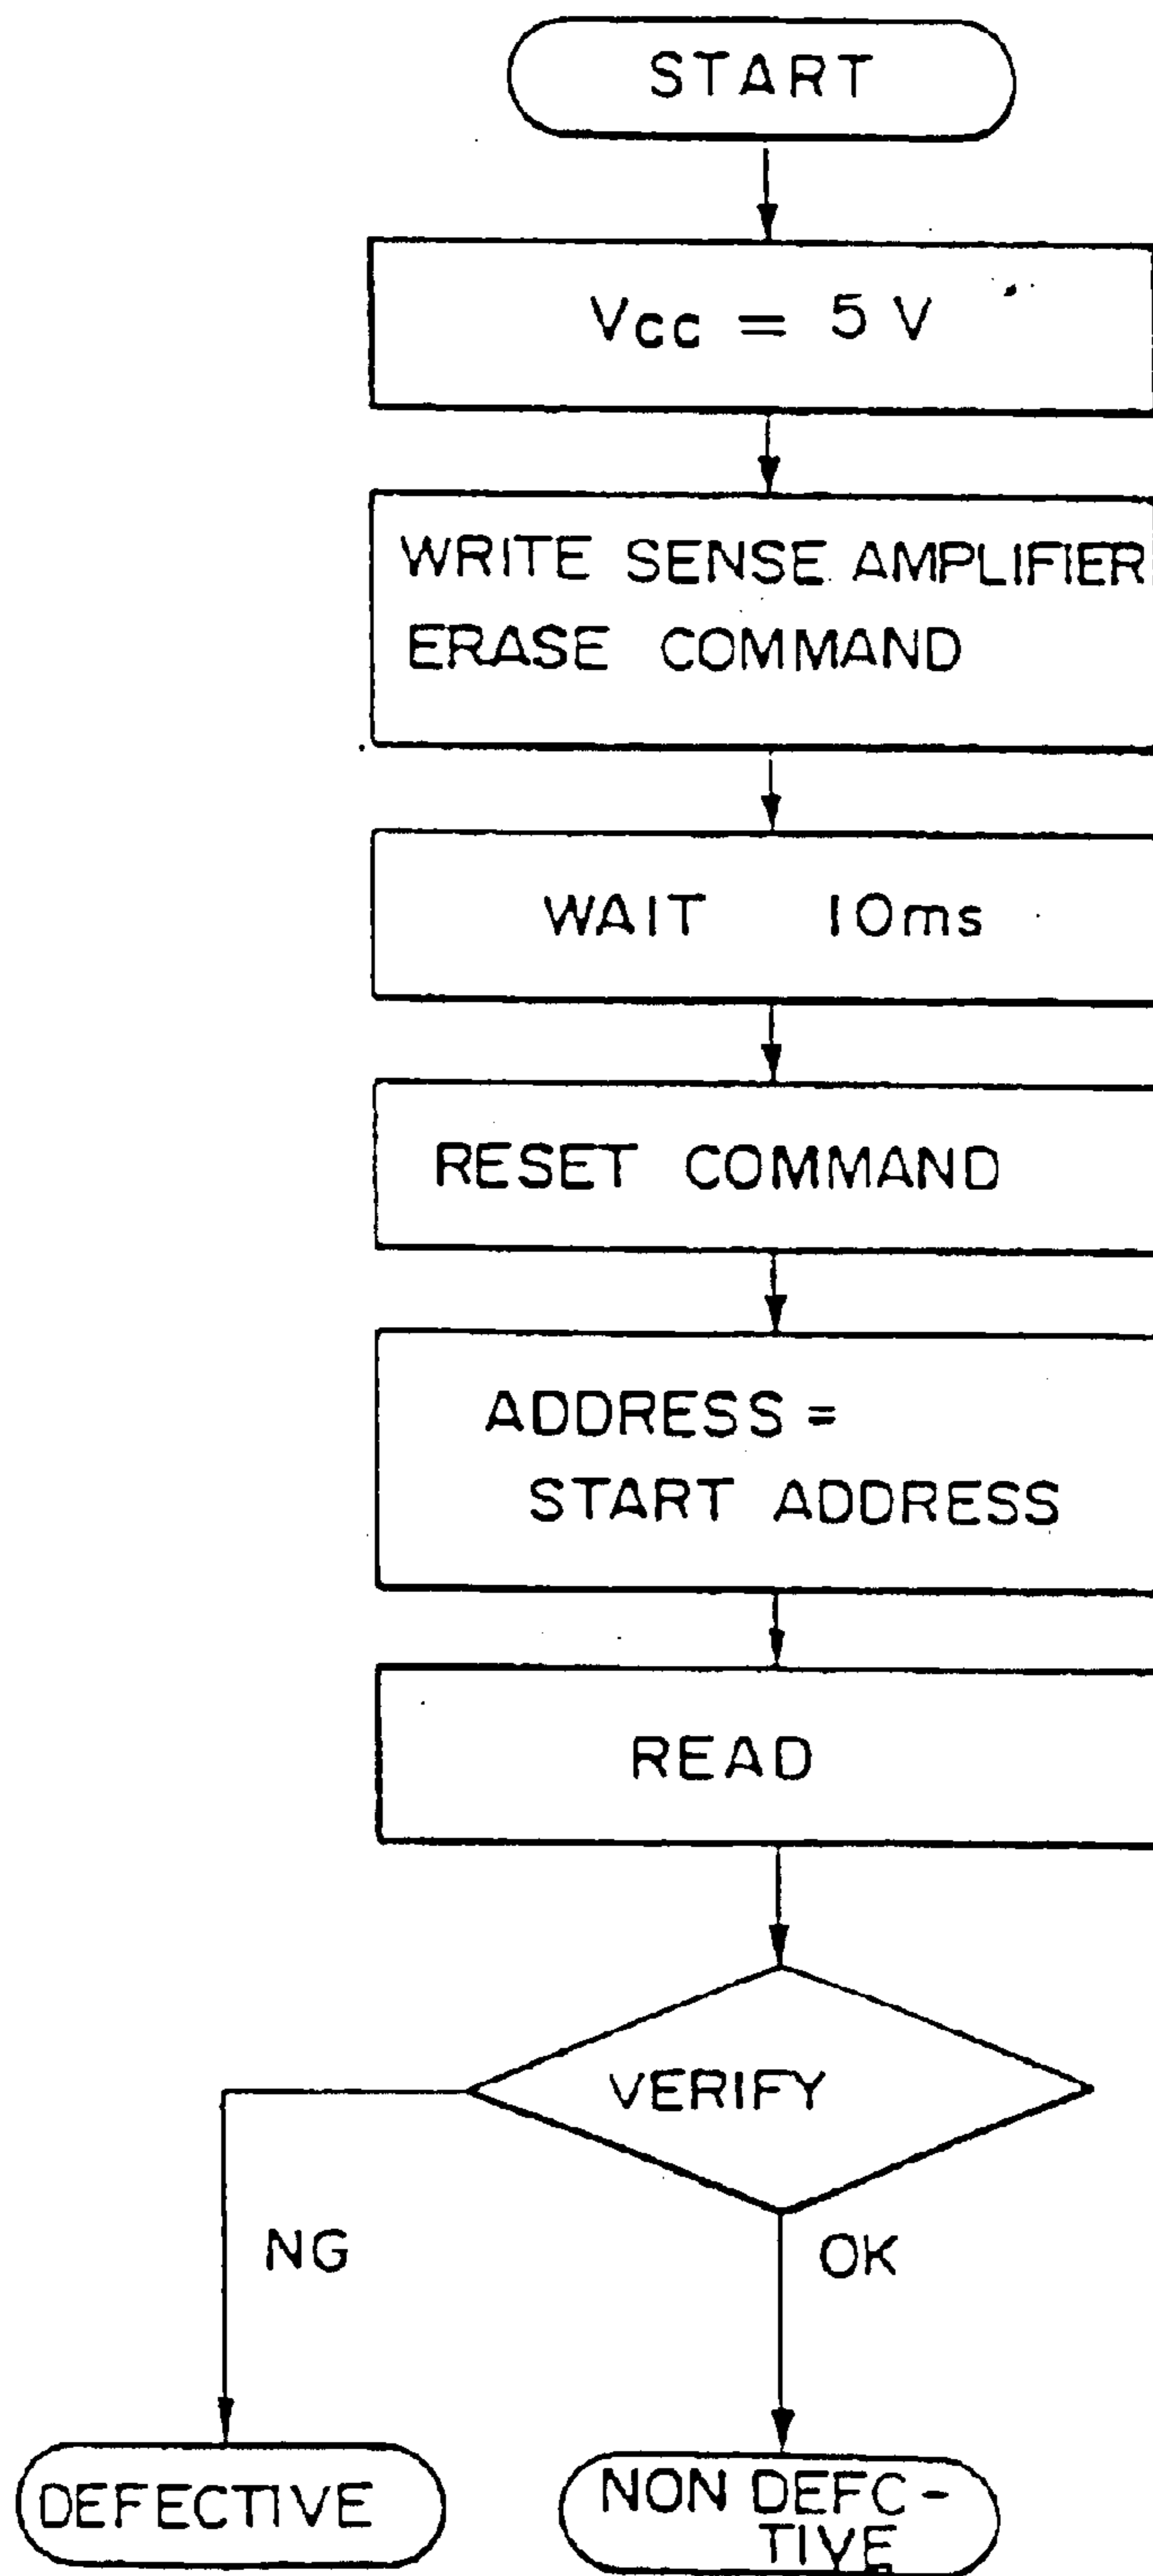 START
Vcc = 5 V
WRITE SENSE AMPLIFIER
ERASE COMMAND
WAIT 10ms
RESET COMMAND
ADDRESS =
START ADDRESS
READ
VERIFY
NG
OK
DEFECTIVE
NON DEFC-
TIVE